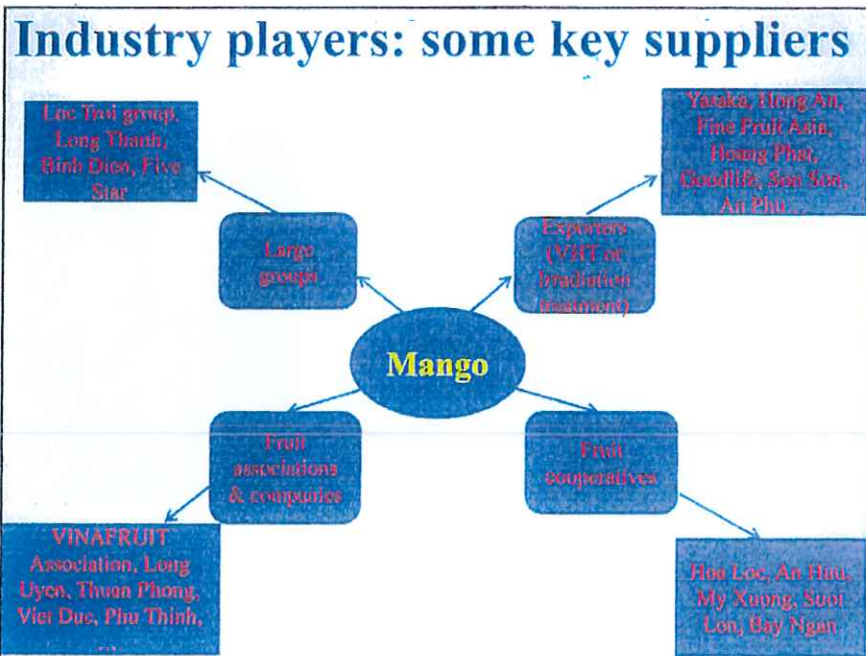 Industry players: some key suppliers
Loc Troi group,
Long Thanh,
Binh Dien, Five
Star
Yasaka, Hong An,
Fine Fruit Asia,
Hoang Phat,
Goodlife, Son Son,
An Phu ...
Large
groups
Exporters
(VHT or
Irradiation
treatment)
Mango
Fruit
associations
& companies
Fruit
cooperatives
VINAFRUIT
Association, Long
Uyen, Thuan Phong,
Viet Duc, Phu Thinh,
...
Hoa Loc, An Huu,
My Xuong, Suoi
Lon, Bay Ngan